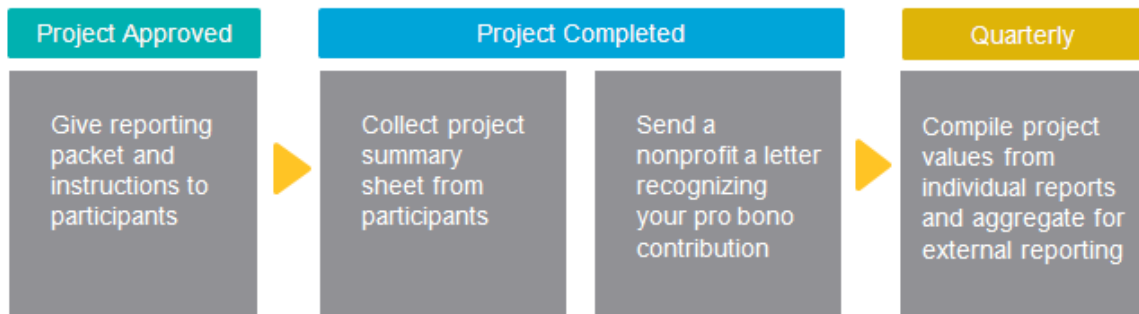 Project Approved
Project Completed
Quarterly
Give reporting
packet and
instructions to
participants
Collect project
summary
sheet from
participants
Send a
nonprofit a letter
recognizing
your pro bono
contribution
Compile project
values from
individual reports
and aggregate for
external reporting